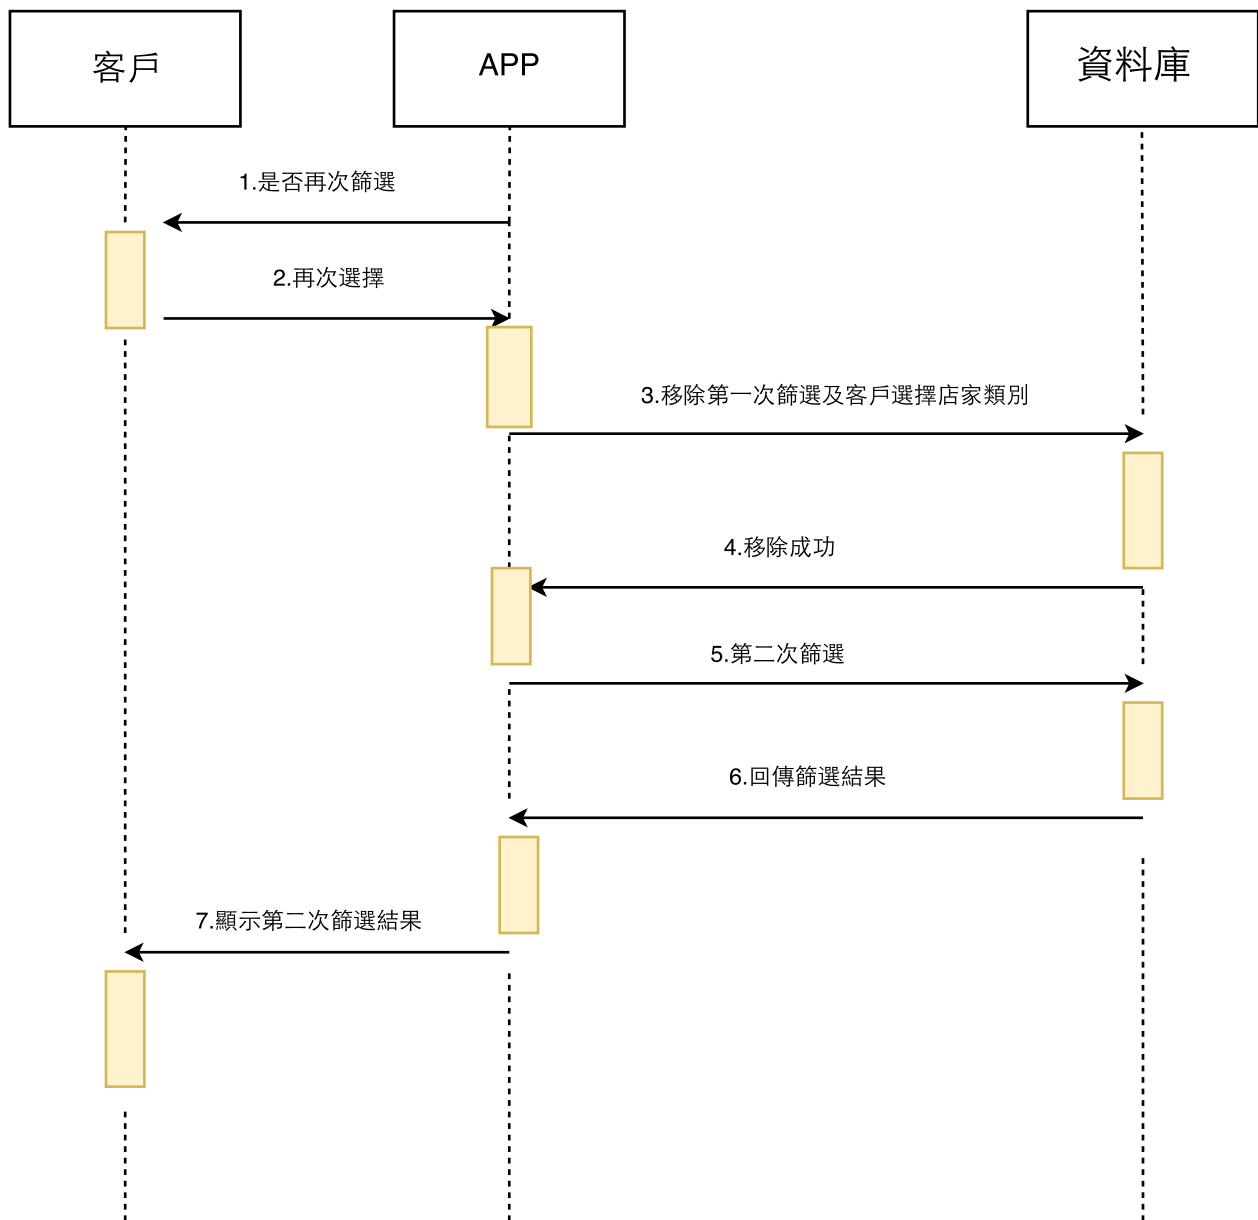 客戶
APP
資料庫
1.是否再次篩選
2.再次選擇
3.移除第一次篩選及客戶選擇店家類別
4.移除成功
5.第二次篩選
6.回傳篩選結果
7.顯示第二次篩選結果